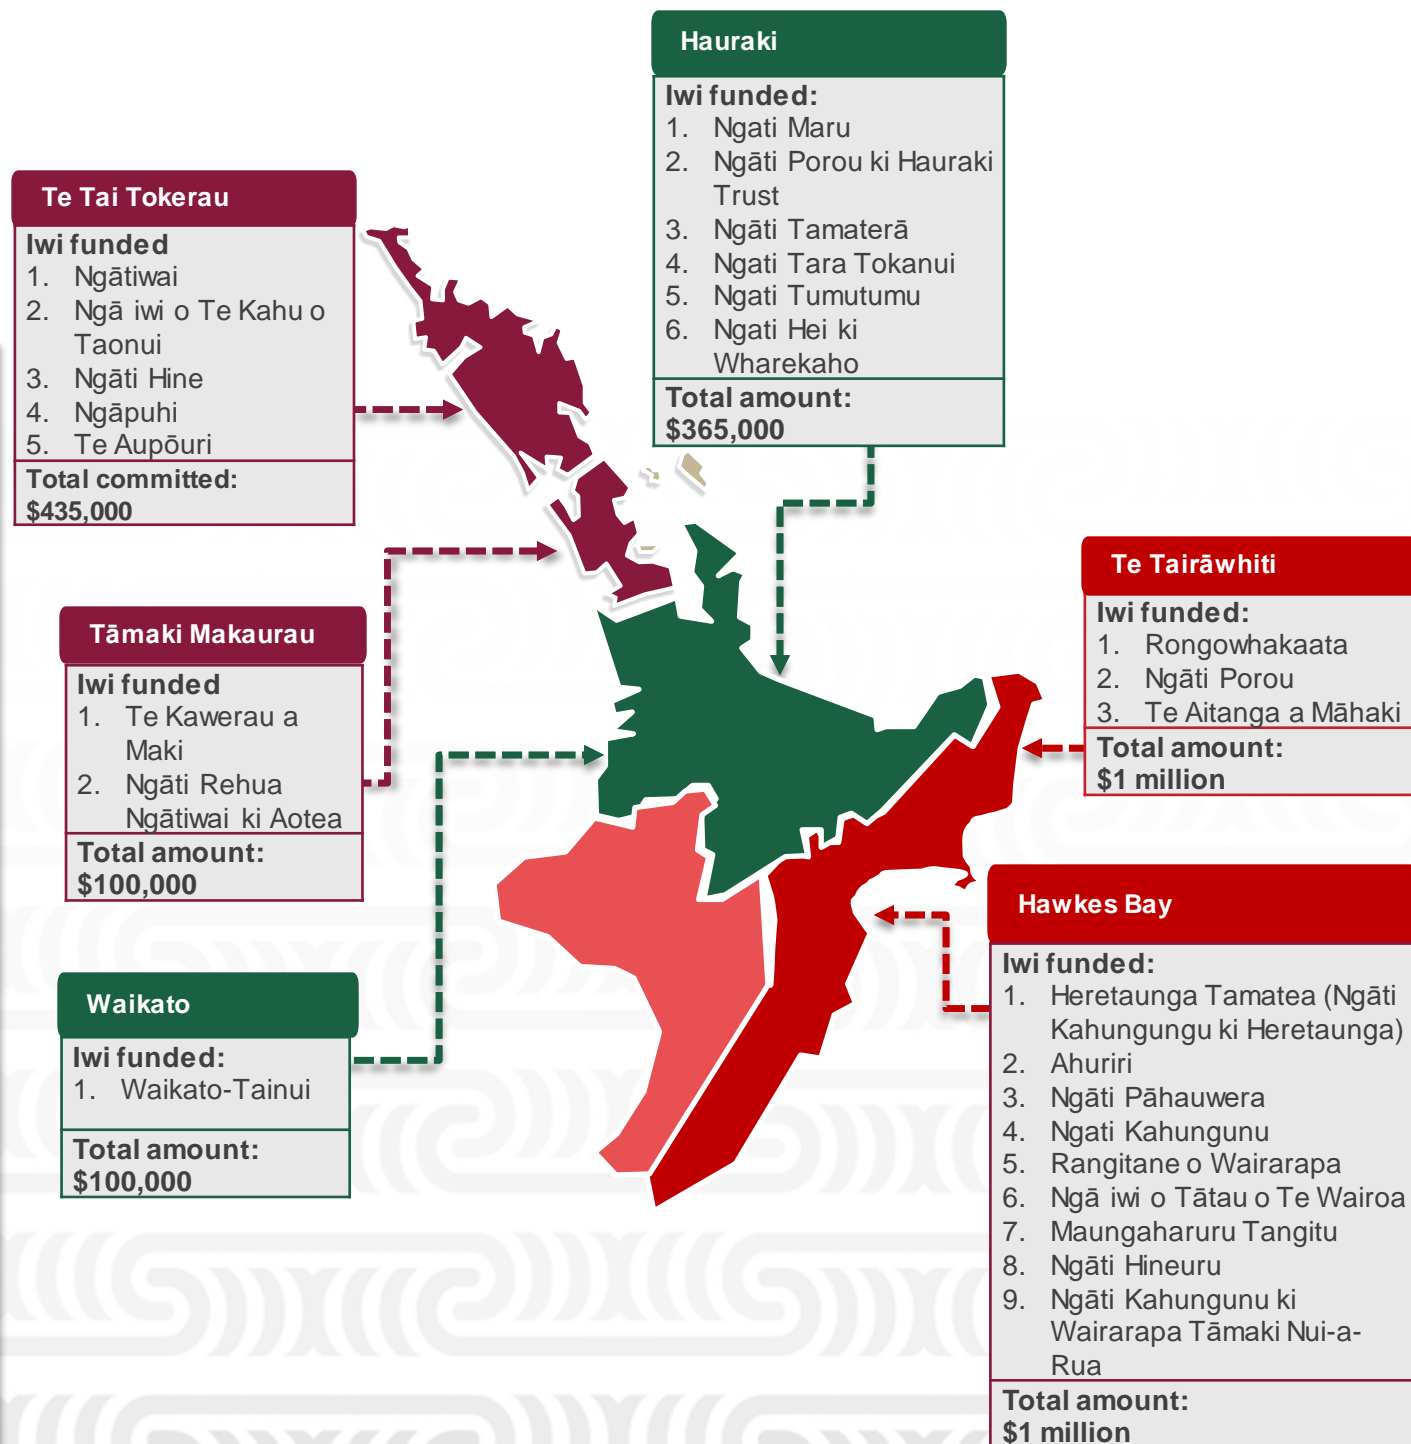 Hauraki
Iwi funded:
1. Ngati Maru
2. Ngāti Porou ki Hauraki
Trust
3. Ngāti Tamaterā
4. Ngati Tara Tokanui
5. Ngati Tumutumu
6. Ngati Hei ki
Wharekaho
Total amount:
$365,000
Te Tai Tokerau
Iwi funded
1. Ngātiwai
2. Ngā iwi o Te Kahu o
Taonui
3. Ngāti Hine
4. Ngāpuhi
5. Te Aupōuri
Total committed:
$435,000
Te Tairāwhiti
Iwi funded:
1. Rongowhakaata
2. Ngāti Porou
3. Te Aitanga a Māhaki
Total amount:
$1 million
Tāmaki Makaurau
Iwi funded
1. Te Kawerau a
Maki
2. Ngāti Rehua
Ngātiwai ki Aotea
Total amount:
$100,000
Hawkes Bay
Iwi funded:
1. Heretaunga Tamatea (Ngāti
Kahungungu ki Heretaunga)
2. Ahuriri
3. Ngāti Pāhauwera
4. Ngati Kahungunu
5. Rangitane o Wairarapa
6. Ngā iwi o Tātau o Te Wairoa
7. Maungaharuru Tangitu
8. Ngāti Hineuru
9. Ngāti Kahungunu ki
Wairarapa Tāmaki Nui-a-
Rua
Total amount:
$1 million
Waikato
Iwi funded:
1. Waikato-Tainui
Total amount:
$100,000